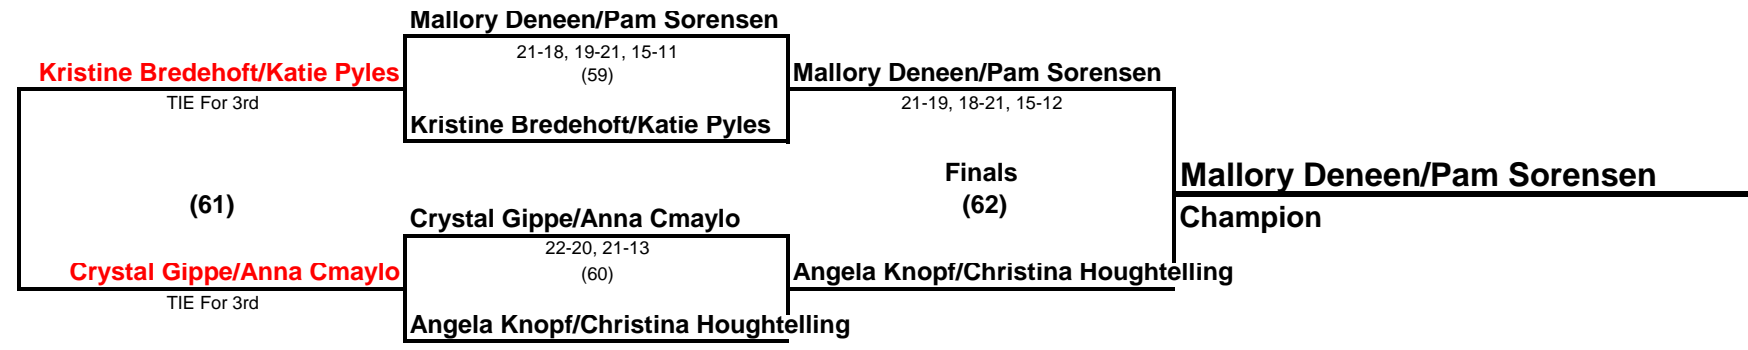 Mallory Deneen/Pam Sorensen
21-18, 19-21, 15-11
Kristine Bredehoft/Katie Pyles
(59)
Mallory Deneen/Pam Sorensen
TIE For 3rd
21-19, 18-21, 15-12
Kristine Bredehoft/Katie Pyles
Finals
Mallory Deneen/Pam Sorensen
(61)
(62)
Crystal Gippe/Anna Cmaylo
Champion
22-20, 21-13
Crystal Gippe/Anna Cmaylo
(60)
Angela Knopf/Christina Houghtelling
TIE For 3rd
Angela Knopf/Christina Houghtelling